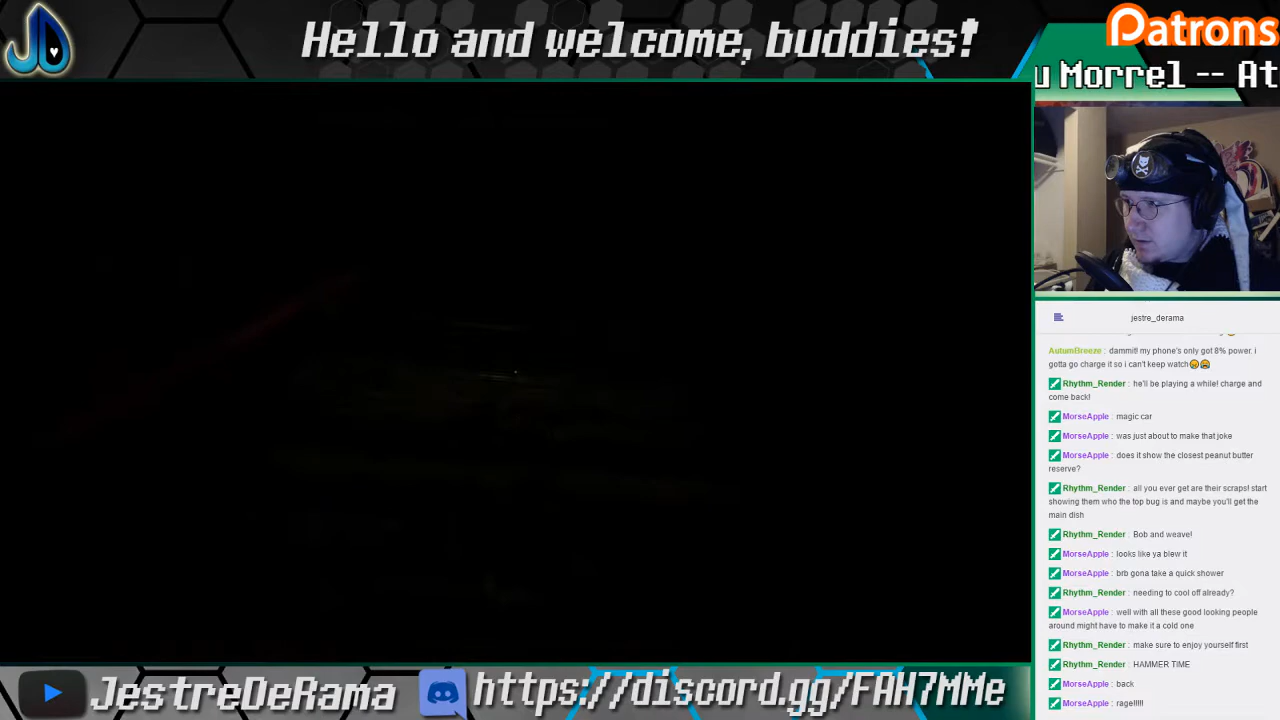 Hello and welcome, buddies!
Patrons
u Morrel -- At
jestre_derama
AutumBreeze : dammit! my phone's only got 8% power. i
gotta go charge it so i can't keep watch
Rhythm_Render : he'll be playing a while! charge and
come back!
MorseApple : magic car
MorseApple : was just about to make that joke
MorseApple : does it show the closest peanut butter
reserve?
Rhythm_Render : all you ever get are their scraps! start
showing them who the top bug is and maybe you'll get the
main dish
Rhythm_Render : Bob and weave!
MorseApple : looks like ya blew it
MorseApple : brb gona take a quick shower
Rhythm_Render : needing to cool off already?
MorseApple : well with all these good looking people
around might have to make it a cold one
Rhythm_Render : make sure to enjoy yourself first
Rhythm_Render : HAMMER TIME
MorseApple : back
MorseApple : rage!!!!!
JestreDeRama
https://discord.gg/FAH7MMe